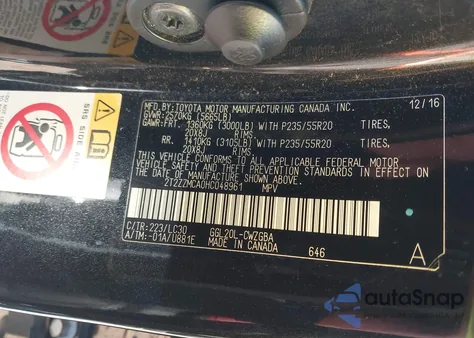 MFD. BY: TOYOTA MOTOR MANUFACTURING CANADA INC. 12/16
GVWR: 2570KG (5665LB)
GAWR: FRT. 1360KG (3000LB) WITH P235/55R20 TIRES,
20X8J RIMS
RR. 1410KG (3105LB) WITH P235/55R20 TIRES,
20X8J RIMS
THIS VEHICLE CONFORMS TO ALL APPLICABLE FEDERAL MOTOR
VEHICLE SAFETY AND THEFT PREVENTION STANDARDS IN EFFECT
ON THE DATE OF MANUFACTURE SHOWN ABOVE.
2T2ZZMCA0HC048961 MPV
C/TR: 223/LC30 GGL20L-CWZGBA
A/TM: -01A/U881E MADE IN CANADA 646 A
SRS SIDE AIR
autoSnap